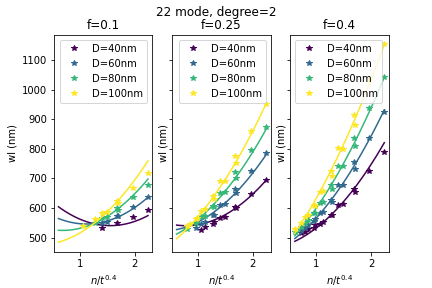 22 mode, degree=2
f=0.1
f=0.25
f=0.4
D=40nm
D=60nm
D=80nm
D=100nm
D=40nm
D=60nm
D=80nm
D=100nm
D=40nm
D=60nm
D=80nm
D=100nm
wl (nm)
wl (nm)
wl (nm)
1100
1000
900
800
700
600
500
1 2
1 2
1 2
n/t^0.4
n/t^0.4
n/t^0.4